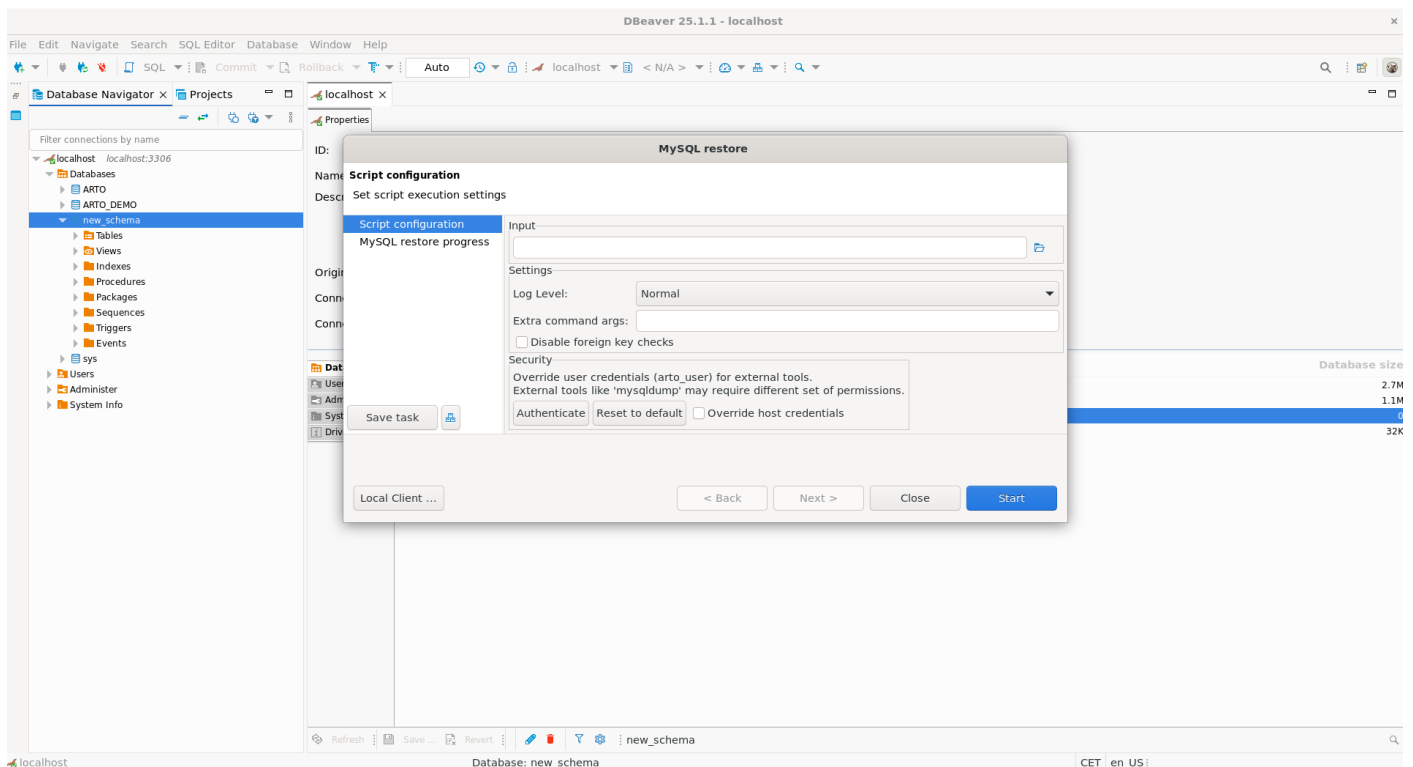 DBeaver 25.1.1 - localhost
File Edit Navigate Search SQL Editor Database Window Help
SQL Commit Rollback Auto localhost < N/A >
Database Navigator Projects
localhost
Properties
Filter connections by name
localhost localhost:3306
Databases
ARTO
ARTO_DEMO
new_schema
Tables
Views
Indexes
Procedures
Packages
Sequences
Triggers
Events
sys
Users
Administer
System Info
ID:
Name
Descr
Origi
Conn
Conn
Dat
User
Adm
Syst
Driv
Database size
2.7M
1.1M
0
32K
MySQL restore
Script configuration
Set script execution settings
Script configuration
MySQL restore progress
Input
Settings
Log Level: Normal
Extra command args:
Disable foreign key checks
Security
Override user credentials (arto_user) for external tools.
External tools like 'mysqldump' may require different set of permissions.
Authenticate Reset to default Override host credentials
Save task
Local Client ... < Back Next > Close Start
Refresh Save ... Revert new_schema
localhost Database: new_schema CET en_US